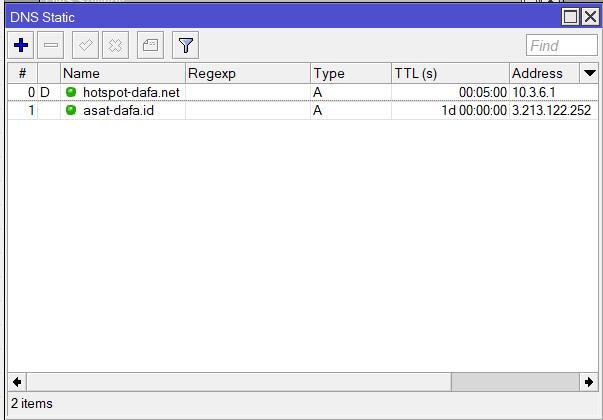 DNS Static
Find
# Name Regexp Type TTL (s) Address
0 D hotspot-dafa.net A 00:05:00 10.3.6.1
1 asat-dafa.id A 1d 00:00:00 3.213.122.252
2 items